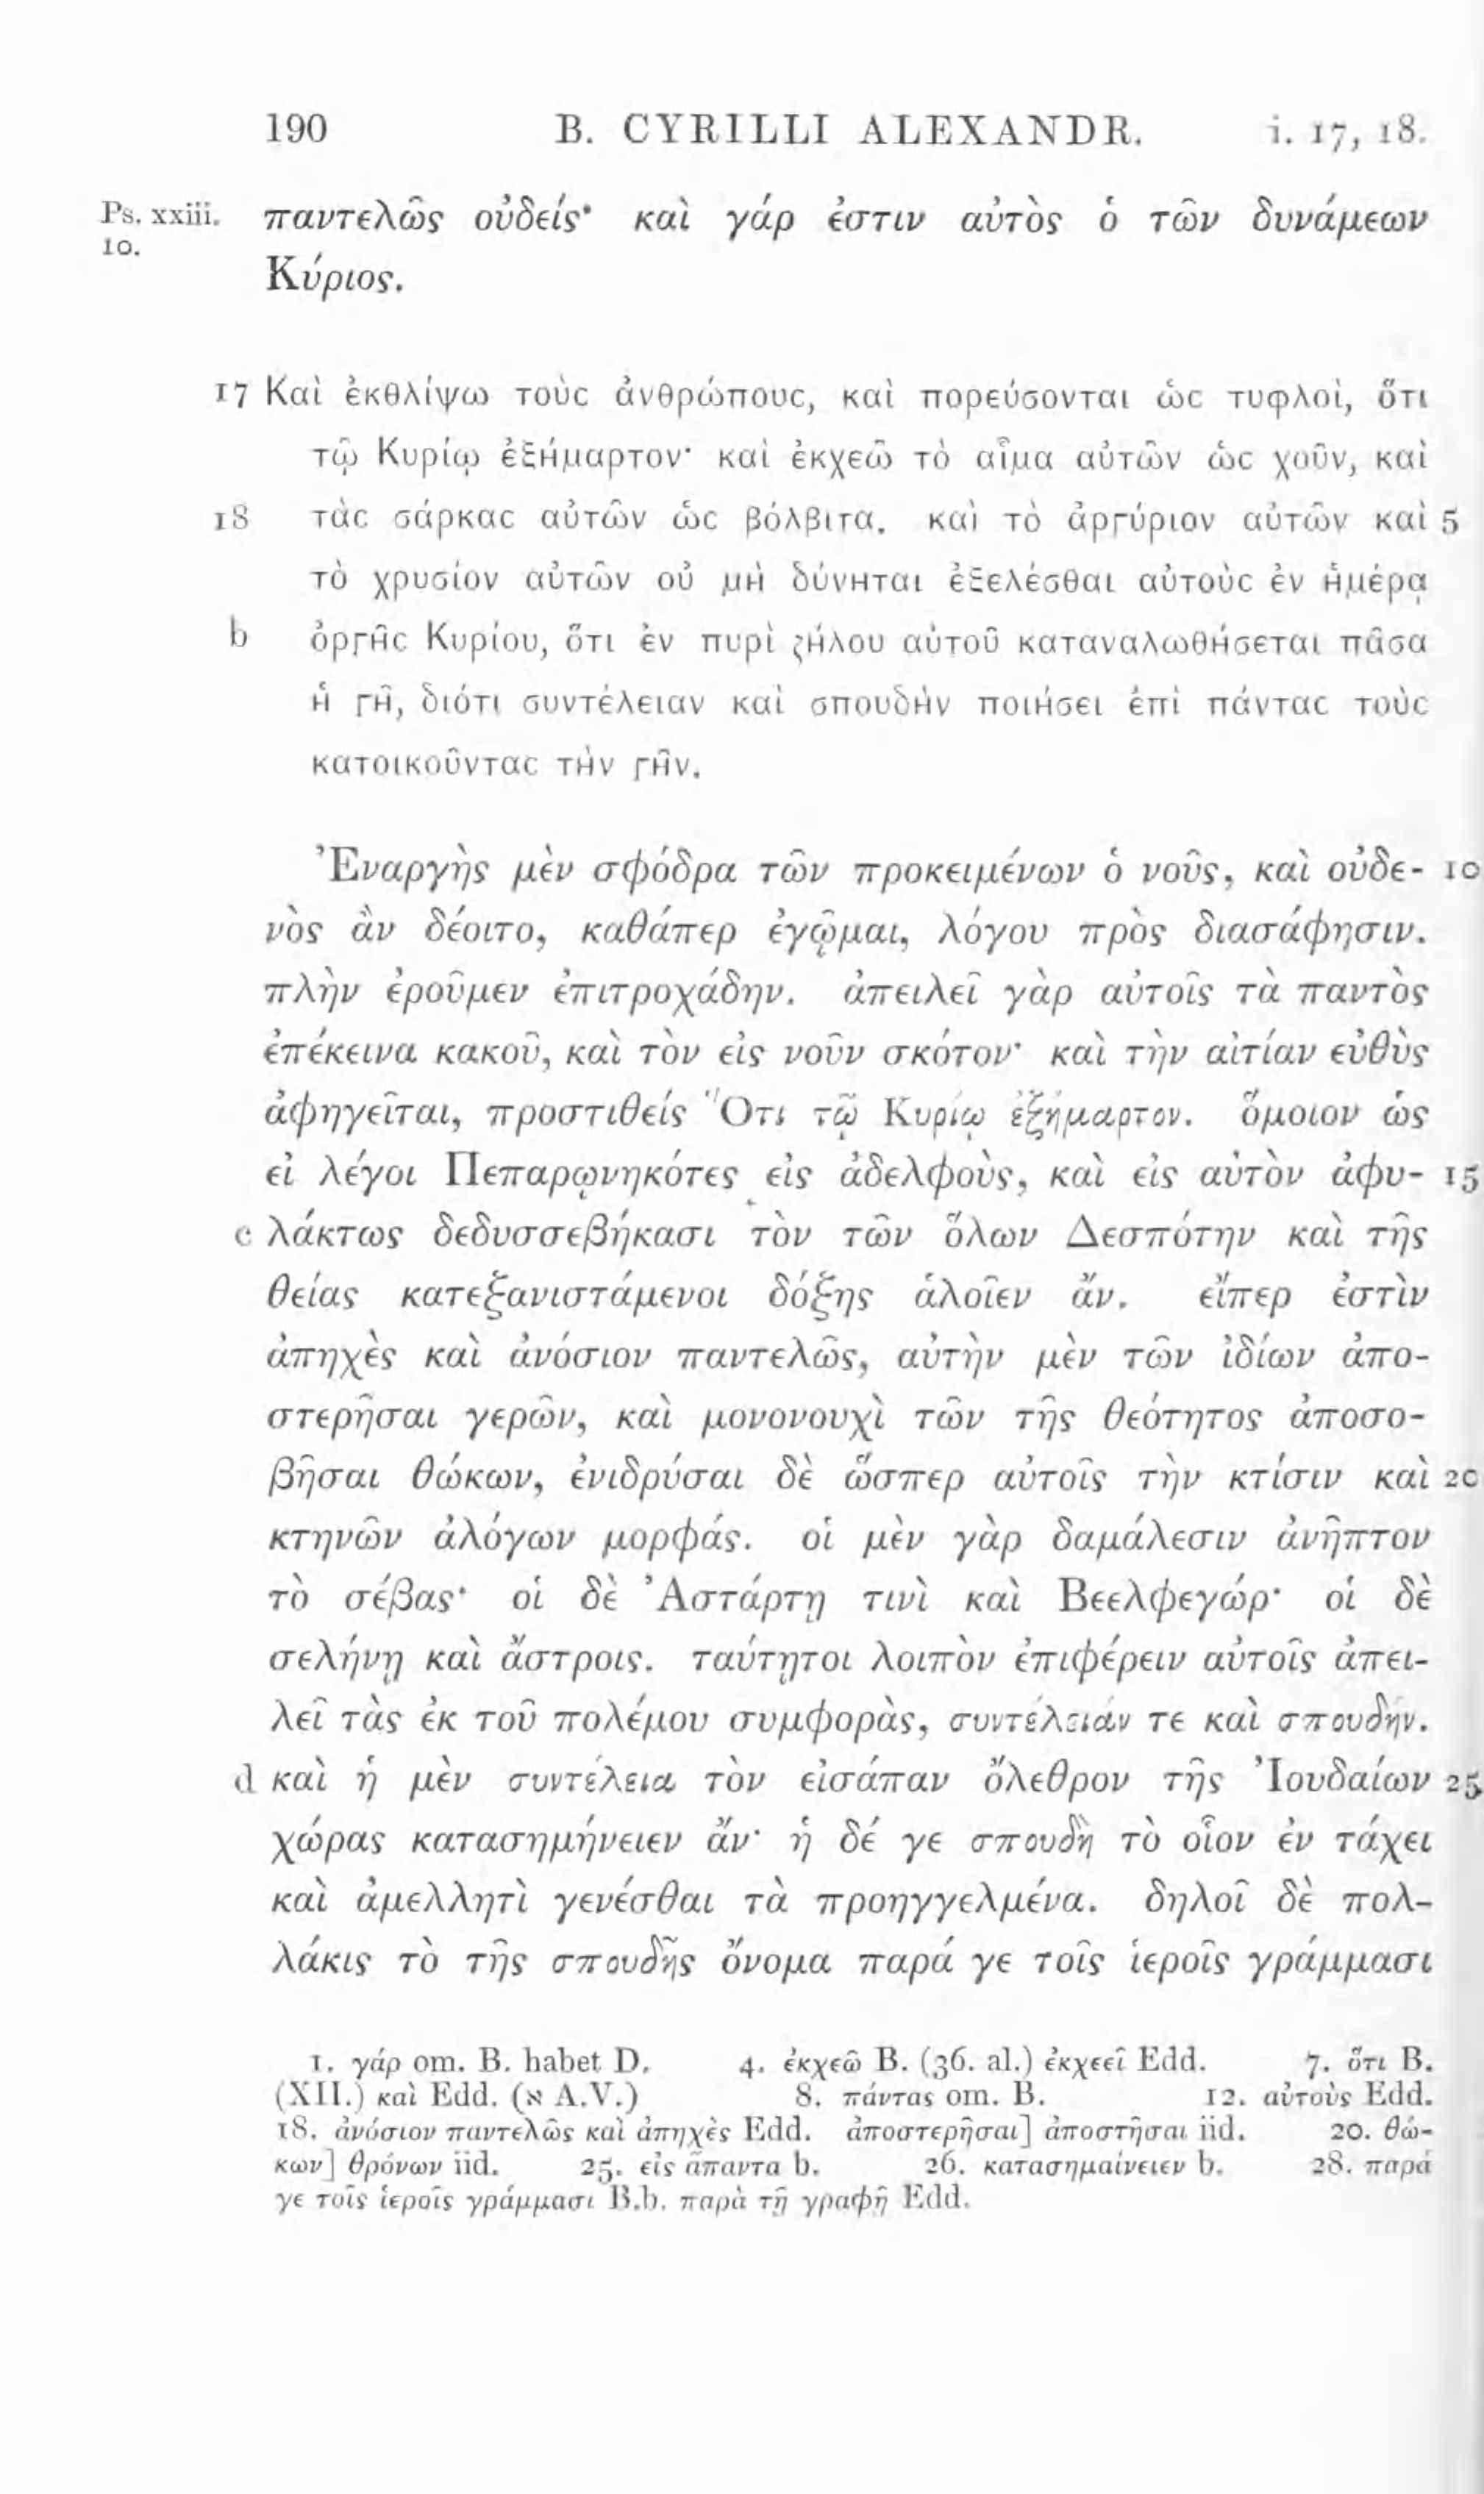 190 B. CYRILLI ALEXANDR. i. 17, 18.
Ps. xxiii. 10. παντελῶς οὐδείς· καὶ γάρ ἐστιν αὐτὸς ὁ τῶν δυνάμεων
Κύριος.
17 Καὶ ἐκθλίψω τοὺς ἀνθρώπους, καὶ πορεύσονται ὡς τυφλοὶ, ὅτι
τῷ Κυρίῳ ἐξήμαρτον· καὶ ἐκχεῶ τὸ αἷμα αὐτῶν ὡς χοῦν, καὶ
18 τὰς σάρκας αὐτῶν ὡς βόλβιτα. καὶ τὸ ἀργύριον αὐτῶν καὶ 5
τὸ χρυσίον αὐτῶν οὐ μὴ δύνηται ἐξελέσθαι αὐτοὺς ἐν ἡμέρᾳ
b ὀργῆς Κυρίου, ὅτι ἐν πυρὶ ζήλου αὐτοῦ καταναλωθήσεται πᾶσα
ἡ γῆ, διότι συντέλειαν καὶ σπουδὴν ποιήσει ἐπὶ πάντας τοὺς
κατοικοῦντας τὴν γῆν.
Ἐναργὴς μὲν σφόδρα τῶν προκειμένων ὁ νοῦς, καὶ οὐδε- 10
νὸς ἂν δέοιτο, καθάπερ ἐγᾦμαι, λόγου πρὸς διασάφησιν.
πλὴν ἐροῦμεν ἐπιτροχάδην. ἀπειλεῖ γὰρ αὐτοῖς τὰ παντὸς
ἐπέκεινα κακοῦ, καὶ τὸν εἰς νοῦν σκότον· καὶ τὴν αἰτίαν εὐθὺς
ἀφηγεῖται, προστιθεὶς Ὅτι τῷ Κυρίῳ ἐξήμαρτον. ὅμοιον ὡς
εἰ λέγοι Πεπαρῳνηκότες εἰς ἀδελφοὺς, καὶ εἰς αὐτὸν ἀφυ- 15
c λάκτως δεδυσσεβήκασι τὸν τῶν ὅλων Δεσπότην καὶ τῆς
θείας κατεξανιστάμενοι δόξης ἁλοῖεν ἄν. εἴπερ ἐστὶν
ἀπηχὲς καὶ ἀνόσιον παντελῶς, αὐτὴν μὲν τῶν ἰδίων ἀπο-
στερῆσαι γερῶν, καὶ μονονουχὶ τῶν τῆς θεότητος ἀποσο-
βῆσαι θώκων, ἐνιδρύσαι δὲ ὥσπερ αὐτοῖς τὴν κτίσιν καὶ 20
κτηνῶν ἀλόγων μορφάς. οἱ μὲν γὰρ δαμάλεσιν ἀνῆπτον
τὸ σέβας· οἱ δὲ Ἀστάρτῃ τινὶ καὶ Βεελφεγώρ· οἱ δὲ
σελήνῃ καὶ ἄστροις. ταύτῃτοι λοιπὸν ἐπιφέρειν αὐτοῖς ἀπει-
λεῖ τὰς ἐκ τοῦ πολέμου συμφορὰς, συντέλειάν τε καὶ σπουδήν.
d καὶ ἡ μὲν συντέλεια τὸν εἰσάπαν ὄλεθρον τῆς Ἰουδαίων 25
χώρας κατασημήνειεν ἄν· ἡ δέ γε σπουδὴ τὸ οἷον ἐν τάχει
καὶ ἀμελλητὶ γενέσθαι τὰ προηγγελμένα. δηλοῖ δὲ πολ-
λάκις τὸ τῆς σπουδῆς ὄνομα παρά γε τοῖς ἱεροῖς γράμμασι
1. γάρ om. B. habet D. 4. ἐκχεῶ B. (36. al.) ἐκχεεῖ Edd. 7. ὅτι B.
(XII.) καὶ Edd. (א A.V.) 8. πάντας om. B. 12. αὐτοὺς Edd.
18. ἀνόσιον παντελῶς καὶ ἀπηχὲς Edd. ἀποστερῆσαι] ἀποστῆσαι iid. 20. θώ-
κων] θρόνων iid. 25. εἰς ἅπαντα b. 26. κατασημαίνειεν b. 28. παρά
γε τοῖς ἱεροῖς γράμμασι B.b. παρὰ τῇ γραφῇ Edd.